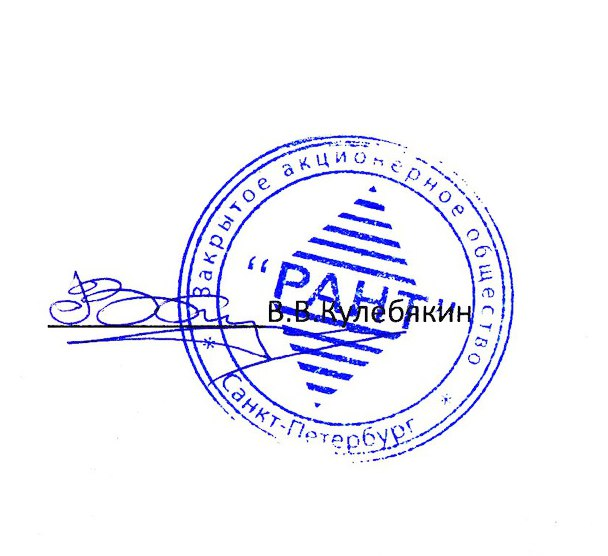 Закрытое акционерное общество
"РАНТ"
В.В.Кулебякин
* Санкт-Петербург *